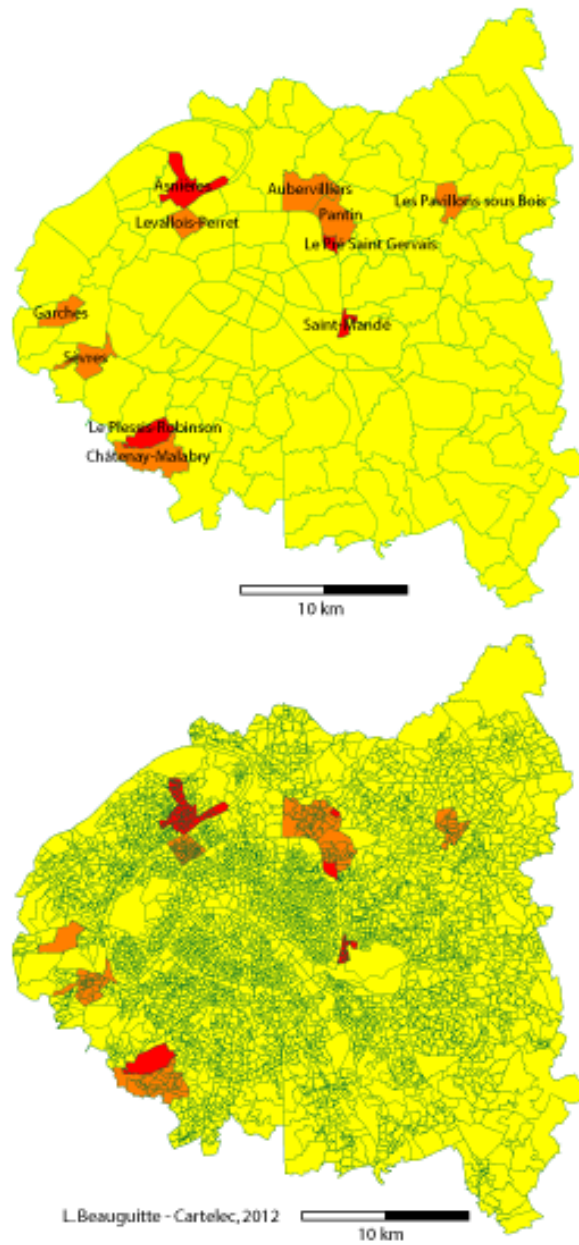 Asnières
Aubervilliers
Les Pavillons sous Bois
Pantin
Levallois-Perret
Le Pré Saint Gervais
Garches
Saint-Mandé
Sèvres
Le Plessis-Robinson
Châtenay-Malabry
10 km
L. Beauguitte - Cartelec, 2012
10 km